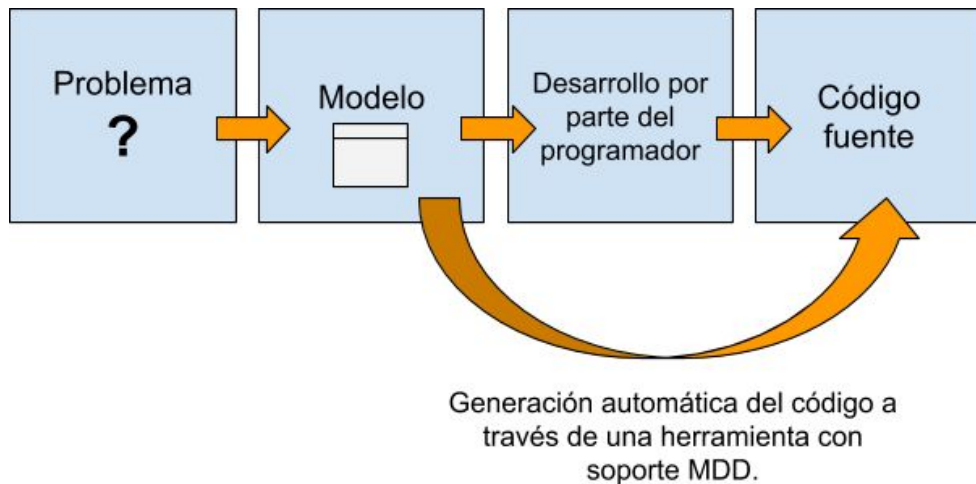 Problema
?
Modelo
Desarrollo por
parte del
programador
Código
fuente
Generación automática del código a
través de una herramienta con
soporte MDD.